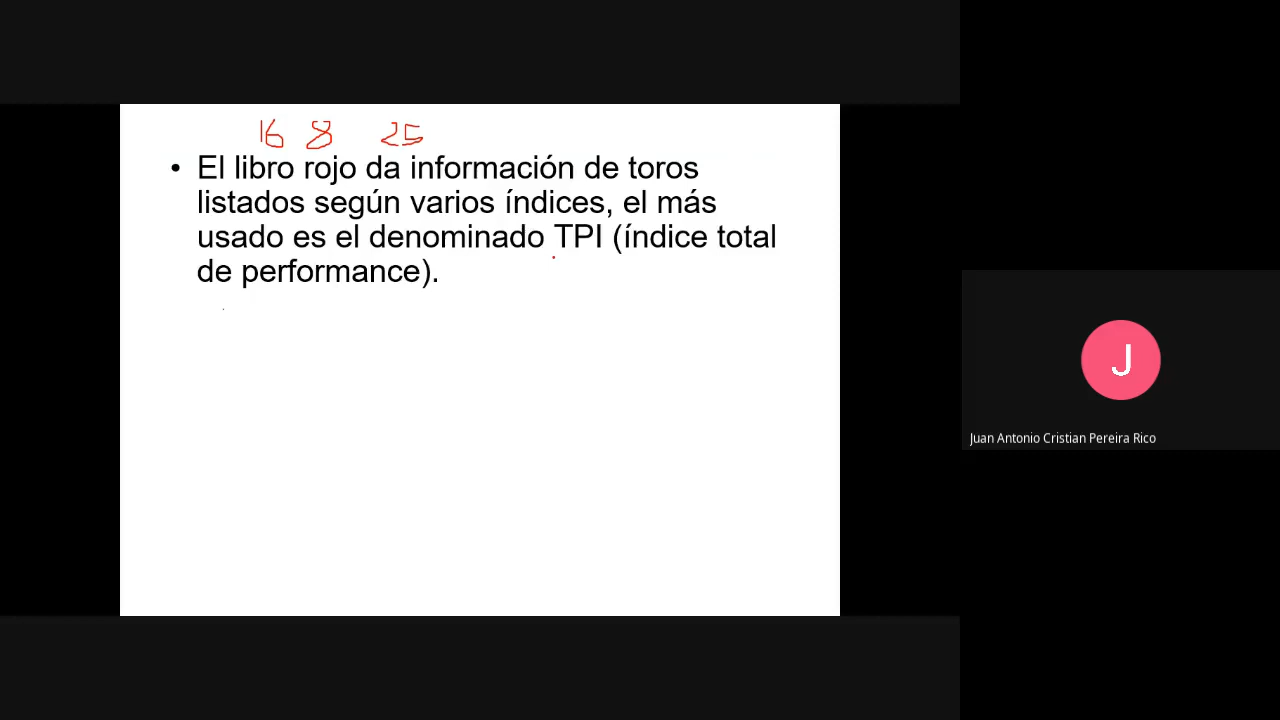 16 8 25
• El libro rojo da información de toros
listados según varios índices, el más
usado es el denominado TPI (índice total
de performance).
J
Juan Antonio Cristian Pereira Rico